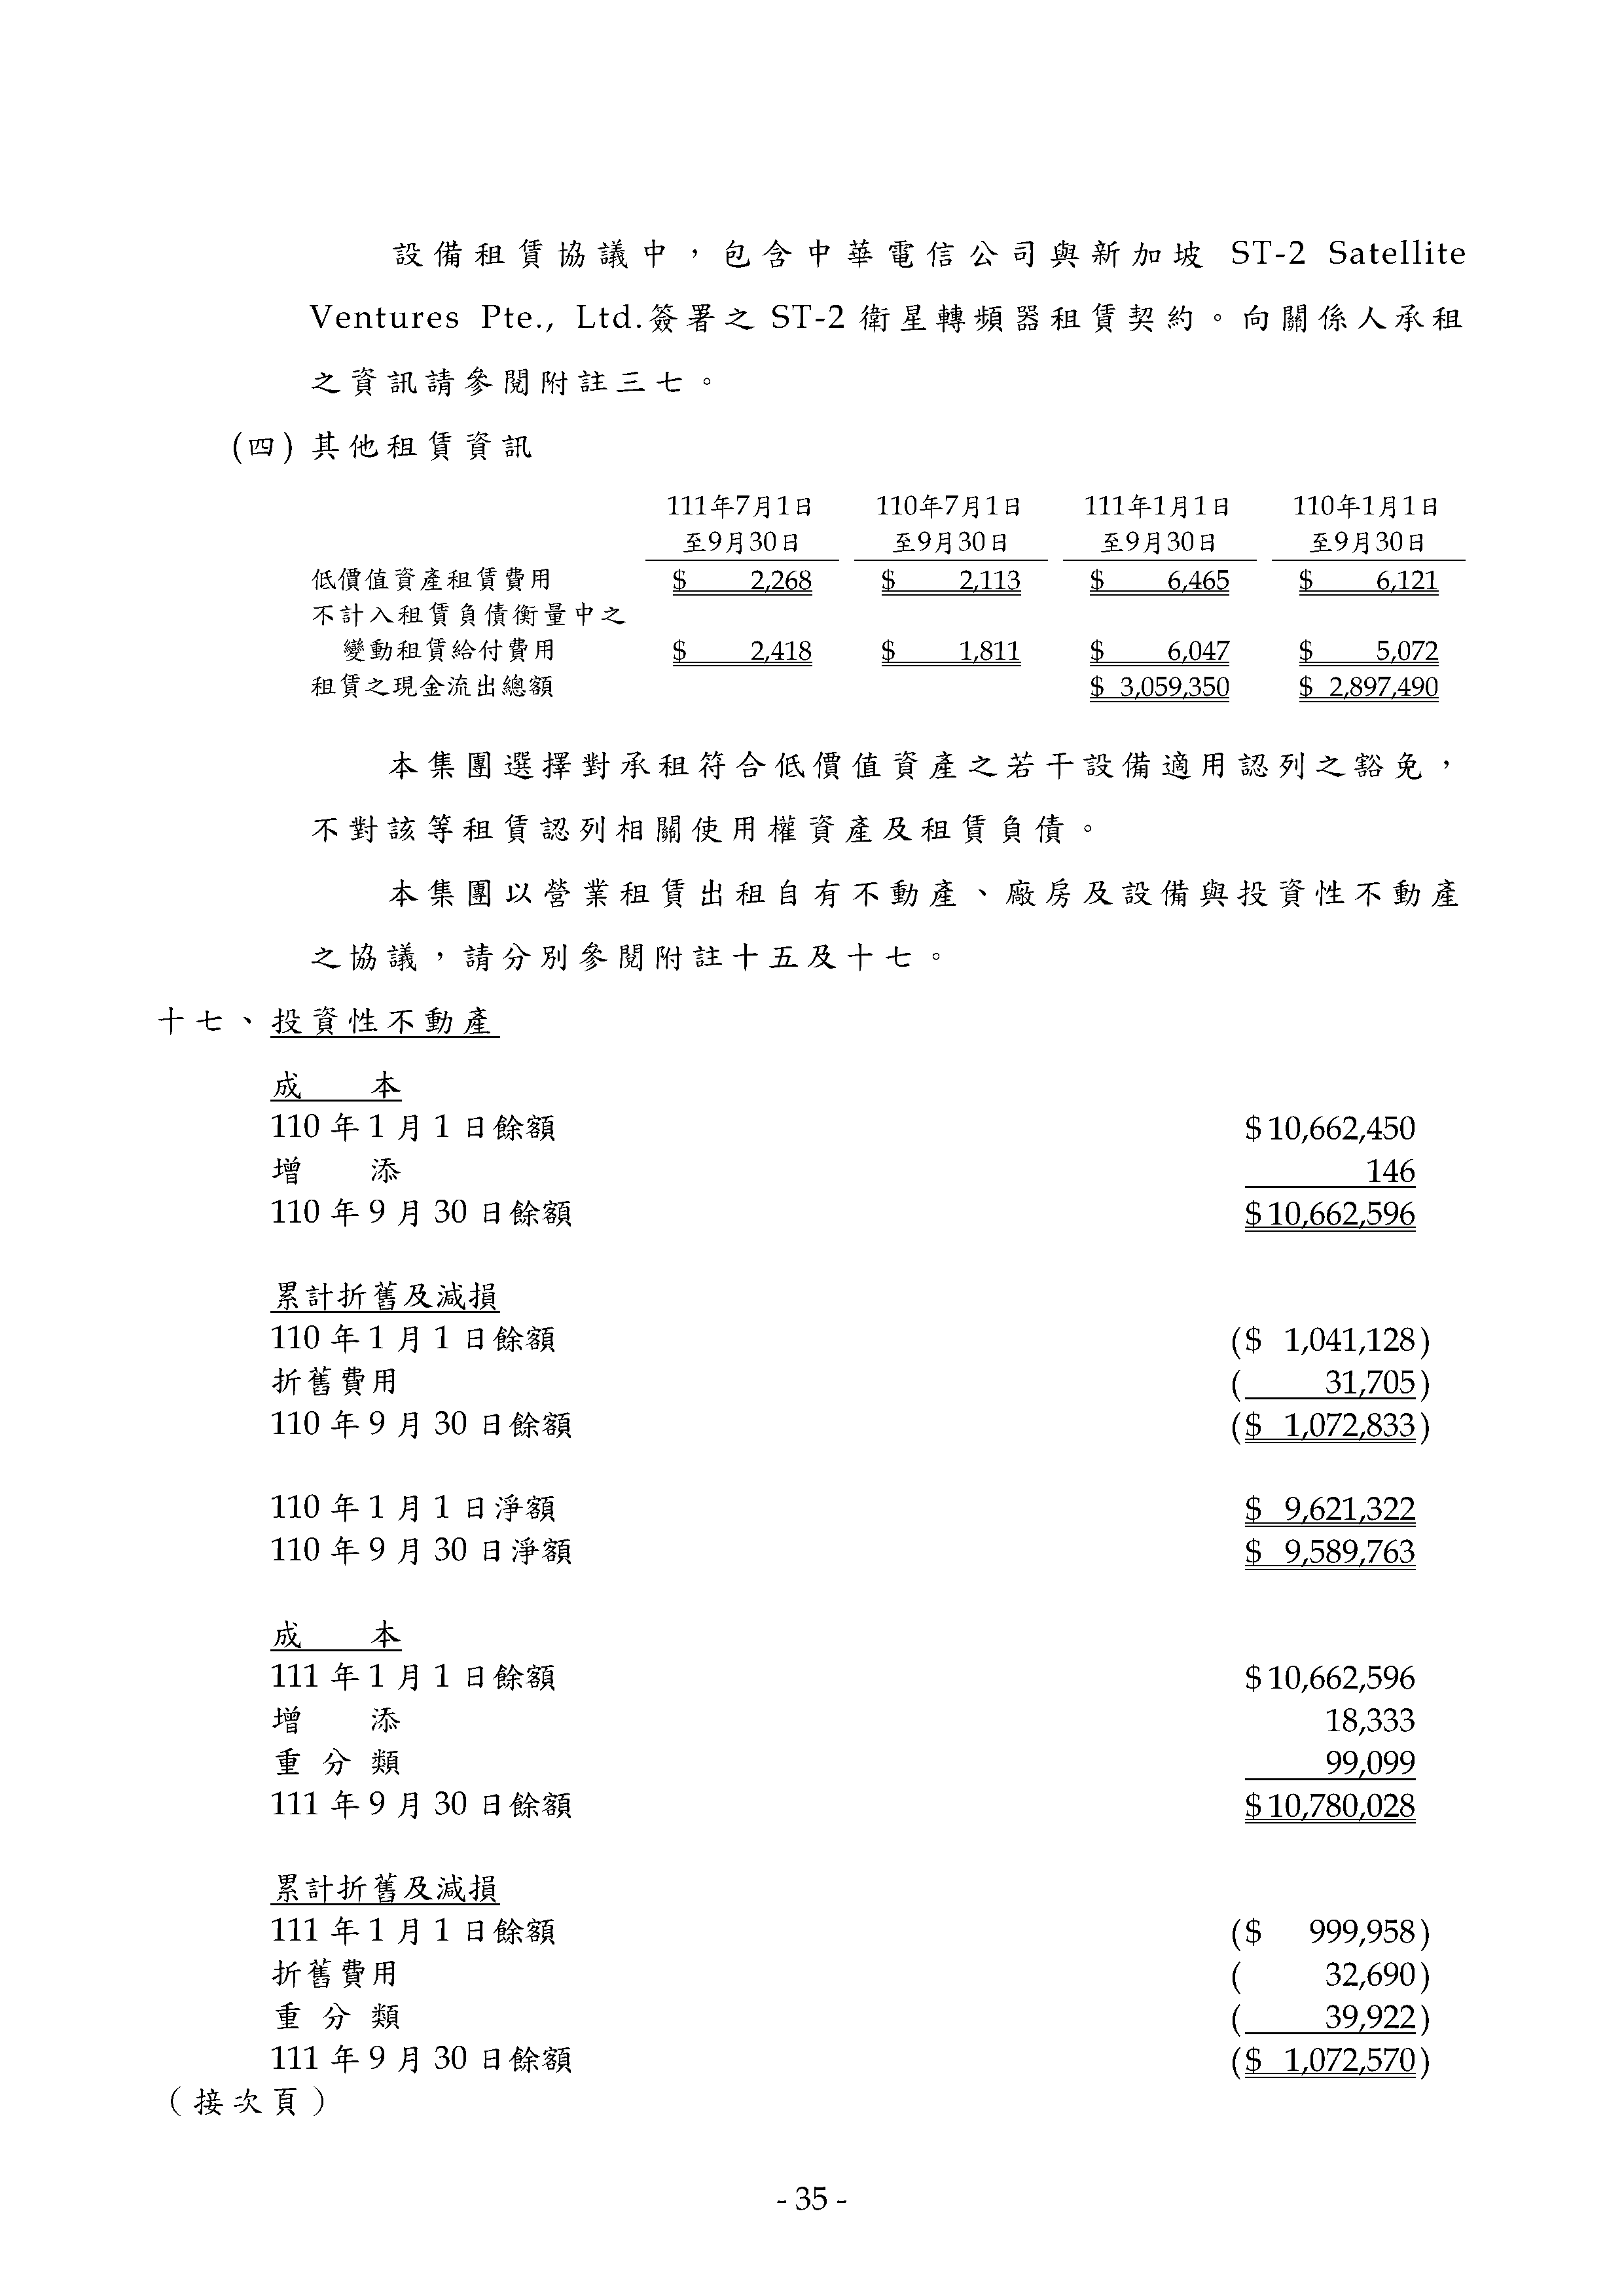 設備租賃協議中，包含中華電信公司與新加坡 ST-2 Satellite
Ventures Pte., Ltd.簽署之 ST-2 衛星轉頻器租賃契約。向關係人承租
之資訊請參閱附註三七。
(四) 其他租賃資訊
111年7月1日 110年7月1日 111年1月1日 110年1月1日
至9月30日 至9月30日 至9月30日 至9月30日
低價值資產租賃費用 $ 2,268 $ 2,113 $ 6,465 $ 6,121
不計入租賃負債衡量中之
變動租賃給付費用 $ 2,418 $ 1,811 $ 6,047 $ 5,072
租賃之現金流出總額 $ 3,059,350 $ 2,897,490
本集團選擇對承租符合低價值資產之若干設備適用認列之豁免，
不對該等租賃認列相關使用權資產及租賃負債。
本集團以營業租賃出租自有不動產、廠房及設備與投資性不動產
之協議，請分別參閱附註十五及十七。
十七、投資性不動產
成 本
110 年 1 月 1 日餘額 $ 10,662,450
增 添 146
110 年 9 月 30 日餘額 $ 10,662,596
累計折舊及減損
110 年 1 月 1 日餘額 ($ 1,041,128)
折舊費用 ( 31,705)
110 年 9 月 30 日餘額 ($ 1,072,833)
110 年 1 月 1 日淨額 $ 9,621,322
110 年 9 月 30 日淨額 $ 9,589,763
成 本
111 年 1 月 1 日餘額 $ 10,662,596
增 添 18,333
重 分 類 99,099
111 年 9 月 30 日餘額 $ 10,780,028
累計折舊及減損
111 年 1 月 1 日餘額 ($ 999,958)
折舊費用 ( 32,690)
重 分 類 ( 39,922)
111 年 9 月 30 日餘額 ($ 1,072,570)
（接次頁）
- 35 -